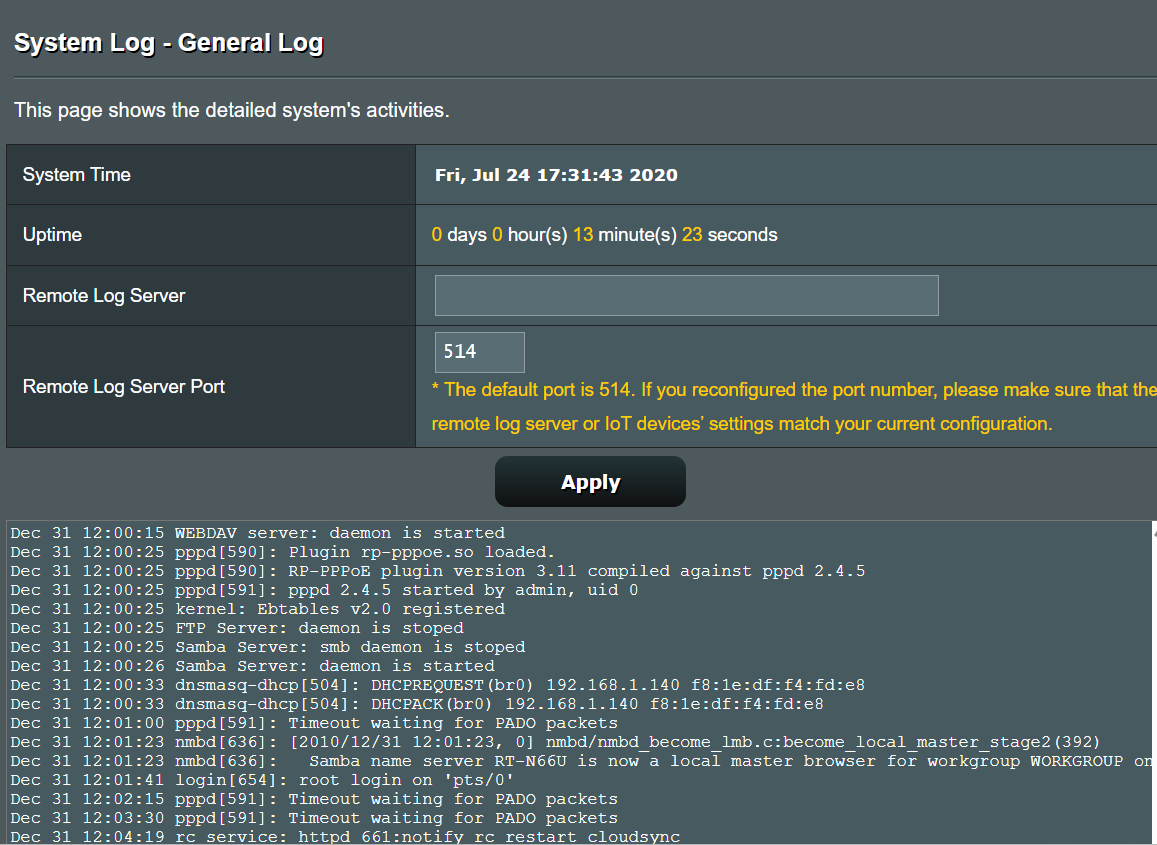 System Log - General Log
This page shows the detailed system's activities.
System Time
Fri, Jul 24 17:31:43 2020
Uptime
0 days 0 hour(s) 13 minute(s) 23 seconds
Remote Log Server
Remote Log Server Port
514
* The default port is 514. If you reconfigured the port number, please make sure that the
remote log server or IoT devices’ settings match your current configuration.
Apply
Dec 31 12:00:15 WEBDAV server: daemon is started
Dec 31 12:00:25 pppd[590]: Plugin rp-pppoe.so loaded.
Dec 31 12:00:25 pppd[590]: RP-PPPoE plugin version 3.11 compiled against pppd 2.4.5
Dec 31 12:00:25 pppd[591]: pppd 2.4.5 started by admin, uid 0
Dec 31 12:00:25 kernel: Ebtables v2.0 registered
Dec 31 12:00:25 FTP Server: daemon is stoped
Dec 31 12:00:25 Samba Server: smb daemon is stoped
Dec 31 12:00:26 Samba Server: daemon is started
Dec 31 12:00:33 dnsmasq-dhcp[504]: DHCPREQUEST(br0) 192.168.1.140 f8:1e:df:f4:fd:e8
Dec 31 12:00:33 dnsmasq-dhcp[504]: DHCPACK(br0) 192.168.1.140 f8:1e:df:f4:fd:e8
Dec 31 12:01:00 pppd[591]: Timeout waiting for PADO packets
Dec 31 12:01:23 nmbd[636]: [2010/12/31 12:01:23, 0] nmbd/nmbd_become_lmb.c:become_local_master_stage2(392)
Dec 31 12:01:23 nmbd[636]:   Samba name server RT-N66U is now a local master browser for workgroup WORKGROUP on
Dec 31 12:01:41 login[654]: root login on 'pts/0'
Dec 31 12:02:15 pppd[591]: Timeout waiting for PADO packets
Dec 31 12:03:30 pppd[591]: Timeout waiting for PADO packets
Dec 31 12:04:19 rc_service: httpd 661:notify_rc restart_cloudsync